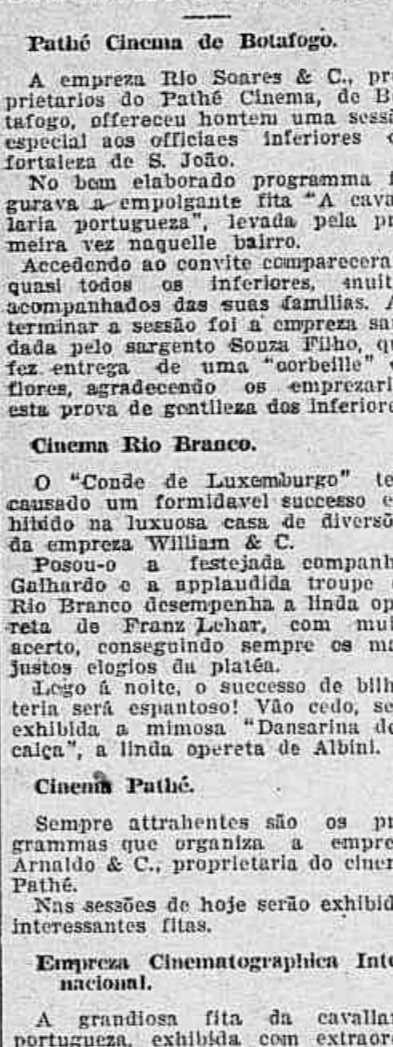 Pathé Cinema de Botafogo.
A empreza Rio Soares & C., pro
prietarios do Pathé Cinema, de B
tafogo, offereceu hontem uma sess
especial aos officiaes inferiores
fortaleza de S. João.
No bem elaborado programma f
gurava a empolgante fita "A cava
laria portugueza", levada pela pr
meira vez naquelle bairro.
Accedendo ao convite comparecera
quasi todos os inferiores, muit
acompanhados das suas familias. A
terminar a sessão foi a empreza sau
dada pelo sargento Souza Filho, qu
fez entrega de uma "corbeille"
flores, agradecendo os emprezari
esta prova de gentileza dos inferiore
Cinema Rio Branco.
O "Conde de Luxemburgo" te
causado um formidavel successo e
hibido na luxuosa casa de diversõ
da empreza William & C.
Posou-o a festejada companh
Galhardo e a applaudida troupe
Rio Branco desempenha a linda op
reta de Franz Lehar, com mui
acerto, conseguindo sempre os ma
justos elogios da platéa.
Logo á noite, o successo de bilh
teria será espantoso! Vão cedo, se
exhibida a mimosa "Dansarina de
calça", a linda opereta de Albini.
Cinema Pathé.
Sempre attrahentes são os pr
grammas que organiza a empre
Arnaldo & C., proprietaria do cinem
Pathé.
Nas sessões de hoje serão exhibid
interessantes fitas.
Empreza Cinematographica Inte
nacional.
A grandiosa fita da cavallar
portugueza, exhibida com extraor